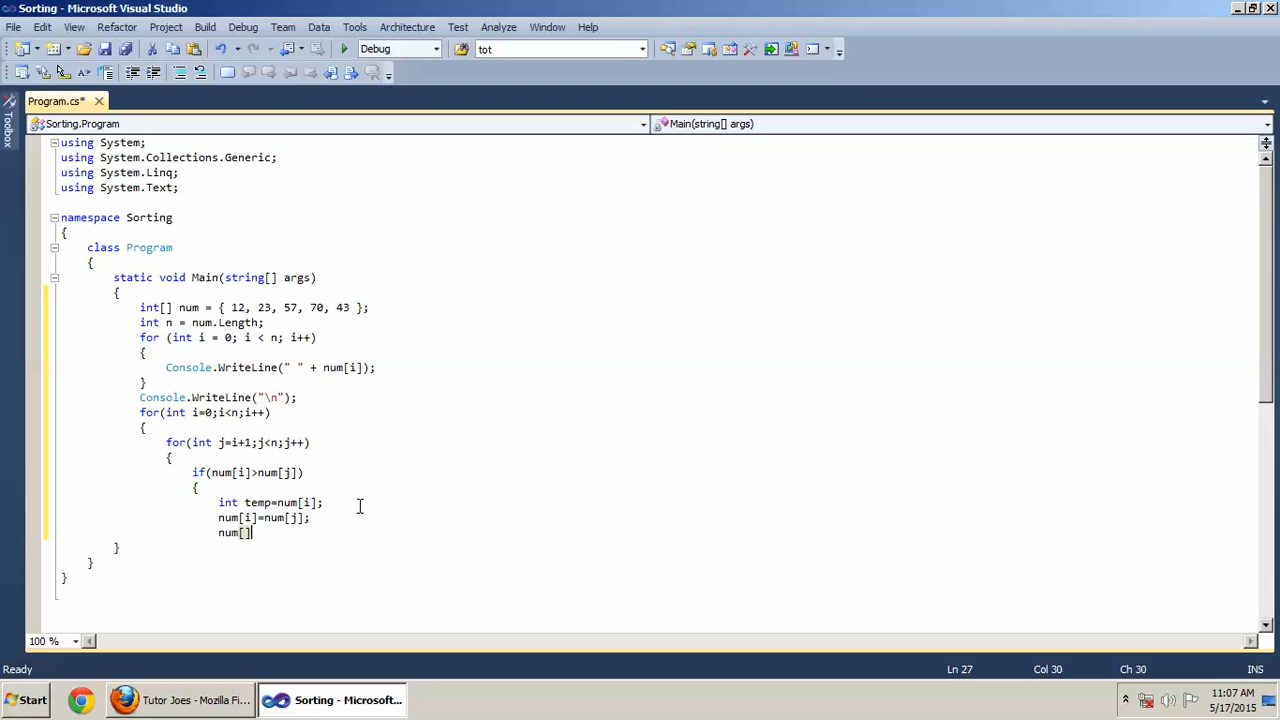 Sorting - Microsoft Visual Studio
File Edit View Refactor Project Build Debug Team Data Tools Architecture Test Analyze Window Help
Debug tot
Program.cs*
Toolbox
Sorting.Program Main(string[] args)
using System;
using System.Collections.Generic;
using System.Linq;
using System.Text;
namespace Sorting
{
class Program
{
static void Main(string[] args)
{
int[] num = { 12, 23, 57, 70, 43 };
int n = num.Length;
for (int i = 0; i < n; i++)
{
Console.WriteLine(" " + num[i]);
}
Console.WriteLine("\n");
for(int i=0;i<n;i++)
{
for(int j=i+1;j<n;j++)
{
if(num[i]>num[j])
{
int temp=num[i];
num[i]=num[j];
num[]
}
}
}
100 %
Ready Ln 27 Col 30 Ch 30 INS
Start Tutor Joes - Mozilla Fi... Sorting - Microsoft... 11:07 AM
5/17/2015